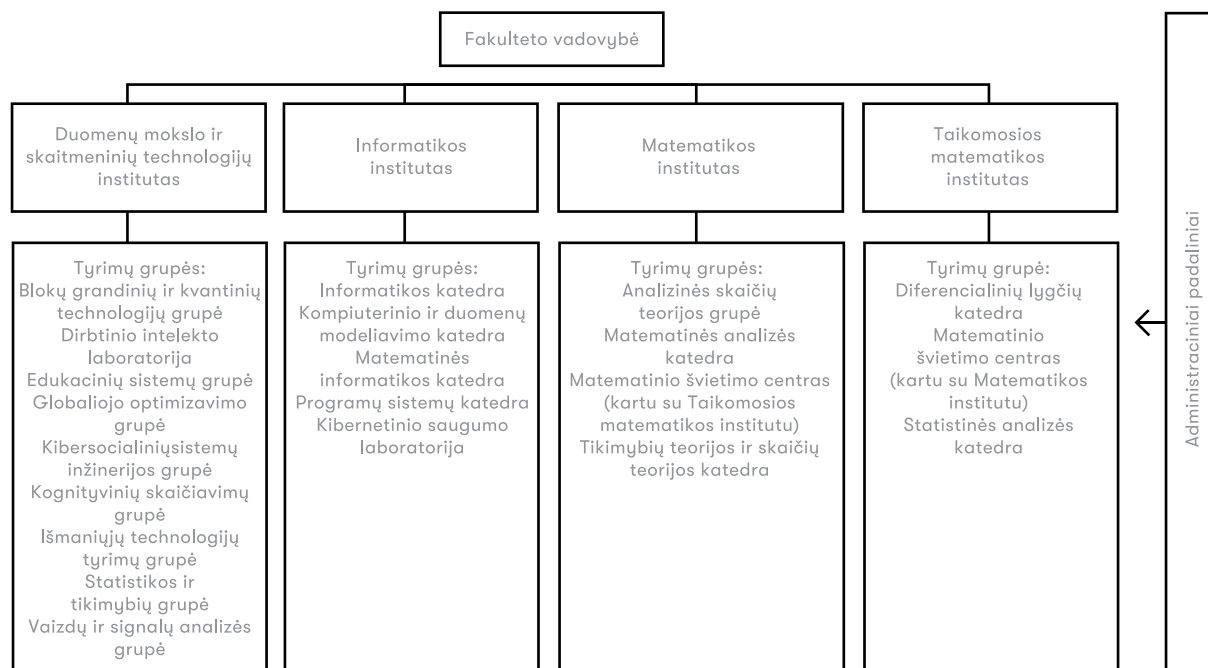 Fakulteto vadovybė
Duomenų mokslo ir
skaitmeninių technologijų
institutas
Informatikos
institutas
Matematikos
institutas
Taikomosios
matematikos
institutas
Tyrimų grupės:
Blokų grandinių ir kvantinių
technologijų grupė
Dirbtinio intelekto
laboratorija
Edukacinių sistemų grupė
Globaliojo optimizavimo
grupė
Kibersocialiniųsistemų
inžinerijos grupė
Kognityvinių skaičiavimų
grupė
Išmaniųjų technologijų
tyrimų grupė
Statistikos ir
tikimybių grupė
Vaizdų ir signalų analizės
grupė
Tyrimų grupės:
Informatikos katedra
Kompiuterinio ir duomenų
modeliavimo katedra
Matematinės
informatikos katedra
Programų sistemų katedra
Kibernetinio saugumo
laboratorija
Tyrimų grupės:
Analizinės skaičių
teorijos grupė
Matematinės analizės
katedra
Matematinio švietimo centras
(kartu su Taikomosios
matematikos institutu)
Tikimybių teorijos ir skaičių
teorijos katedra
Tyrimų grupė:
Diferencialinių lygčių
katedra
Matematinio
švietimo centras
(kartu su Matematikos
institutu)
Statistinės analizės
katedra
Administraciniai padaliniai